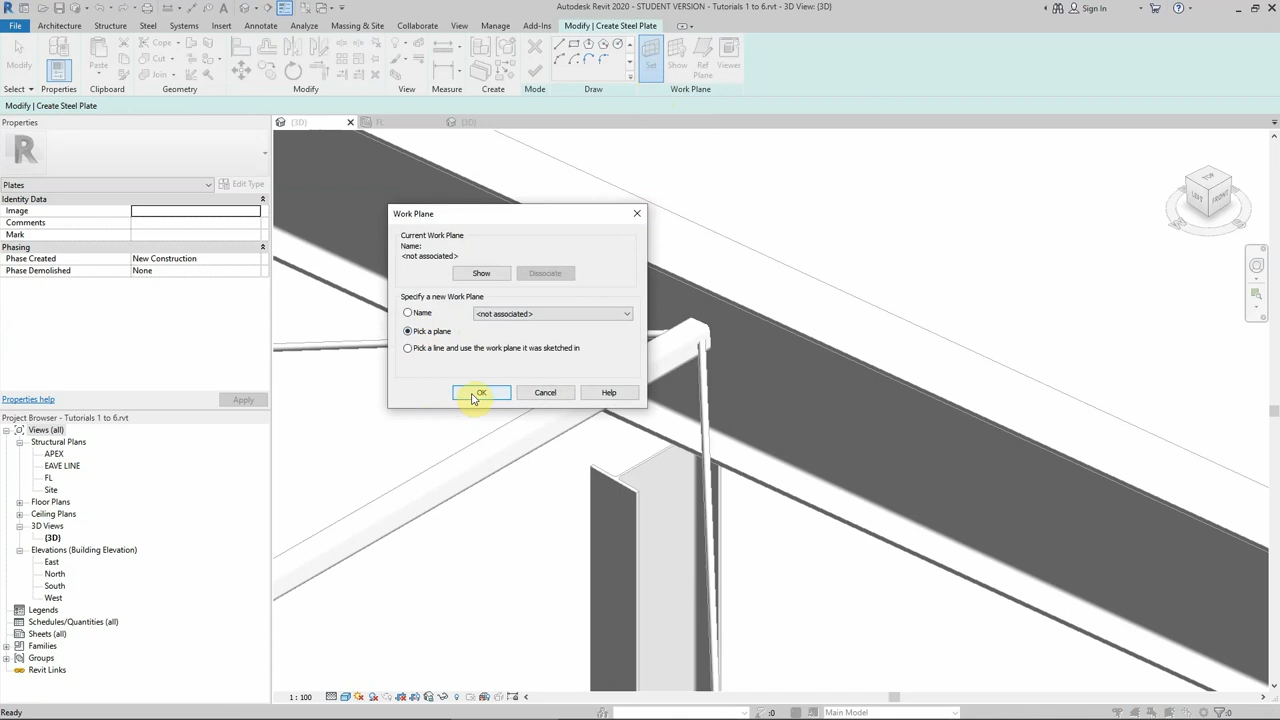 Autodesk Revit 2020 - STUDENT VERSION - Tutorials 1 to 6.rvt - 3D View: {3D}
Sign In
File Architecture Structure Steel Systems Insert Annotate Analyze Massing & Site Collaborate View Manage Add-Ins Modify | Create Steel Plate
Modify Paste Cope Cut Join Set Show Ref Plane Viewer
Select Properties Clipboard Geometry Modify View Measure Create Mode Draw Work Plane
Modify | Create Steel Plate
Properties
{3D} FL {3D}
R
Plates Edit Type
Identity Data
Image
Comments
Mark
Phasing
Phase Created New Construction
Phase Demolished None
Properties help Apply
Project Browser - Tutorials 1 to 6.rvt
Views (all)
Structural Plans
APEX
EAVE LINE
FL
Site
Floor Plans
Ceiling Plans
3D Views
{3D}
Elevations (Building Elevation)
East
North
South
West
Legends
Schedules/Quantities (all)
Sheets (all)
Families
Groups
Revit Links
Work Plane
Current Work Plane
Name:
<not associated>
Show Dissociate
Specify a new Work Plane
Name <not associated>
Pick a plane
Pick a line and use the work plane it was sketched in
OK Cancel Help
TOP
LEFT FRONT
1 : 100
Ready :0 Main Model :0